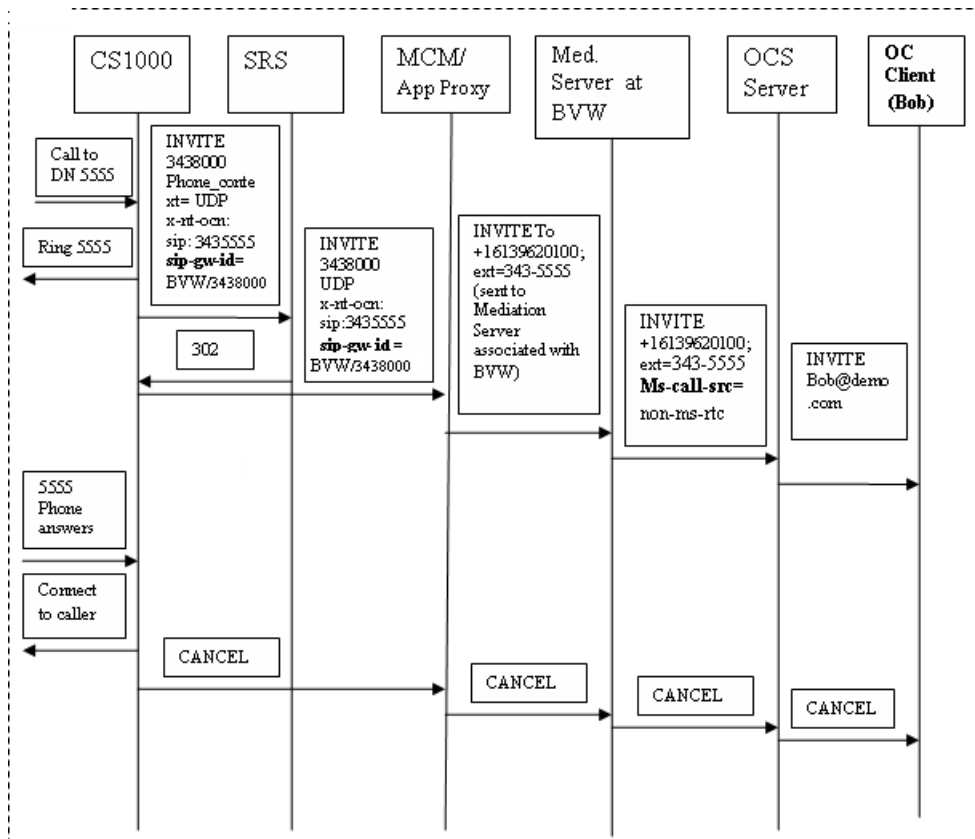 CS1000
SRS
MCM/
App Proxy
Med.
Server at
BVW
OCS
Server
OC
Client
(Bob)
Call to
DN 5555
INVITE
3438000
Phone_conte
xt= UDP
x-nt-ocn:
sip: 3435555
sip-gw-id=
BVW/3438000
Ring 5555
INVITE
3438000
UDP
x-nt-ocn:
sip:3435555
sip-gw-id =
BVW/3438000
INVITE To
+16139620100;
ext=343-5555
(sent to
Mediation
Server
associated with
BVW)
302
INVITE
+16139620100;
ext=343-5555
Ms-call-src=
non-ms-rtc
INVITE
Bob@demo
.com
5555
Phone
answers
Connect
to caller
CANCEL
CANCEL
CANCEL
CANCEL